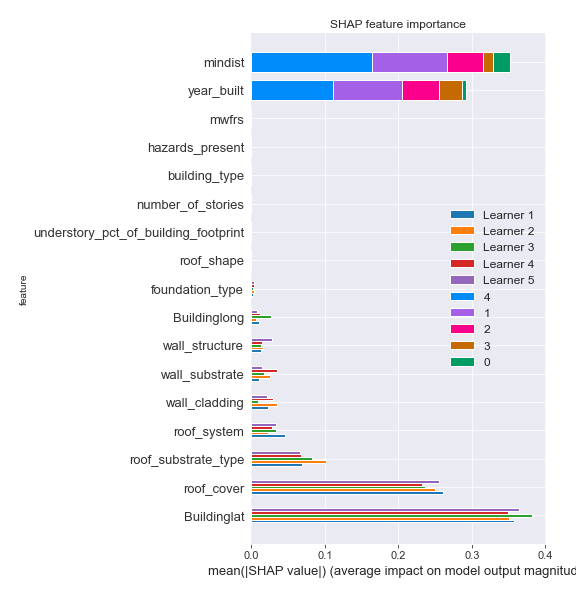 SHAP feature importance
mindist
year_built
mwfrs
hazards_present
building_type
number_of_stories
understory_pct_of_building_footprint
roof_shape
foundation_type
Buildinglong
wall_structure
wall_substrate
wall_cladding
roof_system
roof_substrate_type
roof_cover
Buildinglat
feature
Learner 1
Learner 2
Learner 3
Learner 4
Learner 5
4
1
2
3
0
0.0 0.1 0.2 0.3 0.4
mean(|SHAP value|) (average impact on model output magnitud